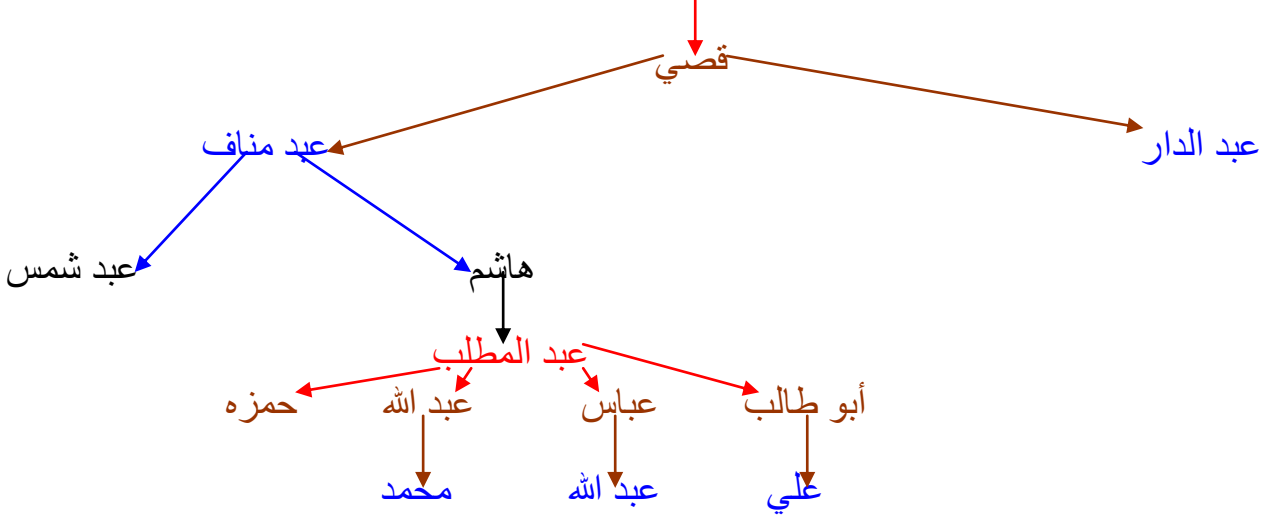 قصي
عبد الدار
عبد مناف
هاشم
عبد شمس
عبد المطلب
أبو طالب
عباس
عبد الله
حمزه
علي
عبد الله
محمد